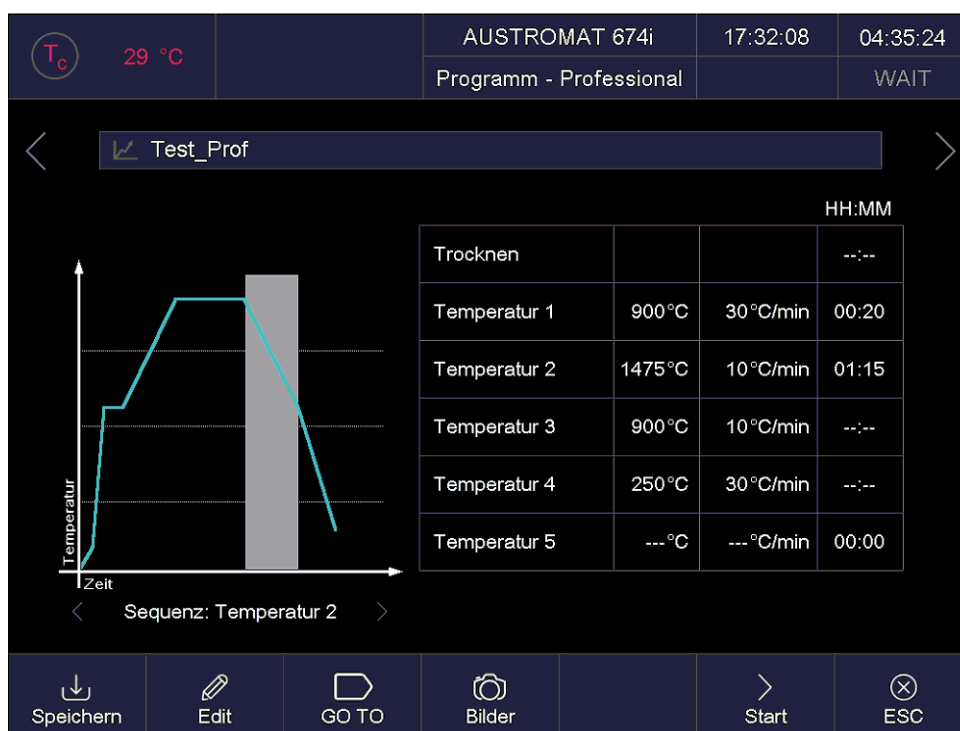 Tc 29 °C AUSTROMAT 674i 17:32:08 04:35:24
Programm - Professional WAIT
Test_Prof
HH:MM
Trocknen --:--
Temperatur 1 900°C 30°C/min 00:20
Temperatur 2 1475°C 10°C/min 01:15
Temperatur 3 900°C 10°C/min --:--
Temperatur 4 250°C 30°C/min --:--
Temperatur 5 ---°C ---°C/min 00:00
Temperatur
Zeit
Sequenz: Temperatur 2
Speichern Edit GO TO Bilder Start ESC